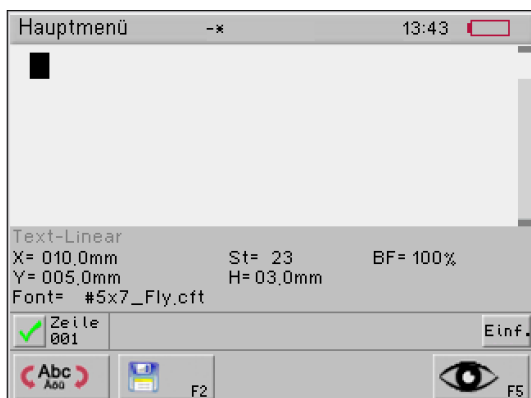 Hauptmenü -* 13:43
Text-Linear
X= 010,0mm St= 23 BF= 100%
Y= 005,0mm H= 03,0mm
Font= #5x7_Fly.cft
Zeile
001
Einf.
Abc
Abc
F2
F5